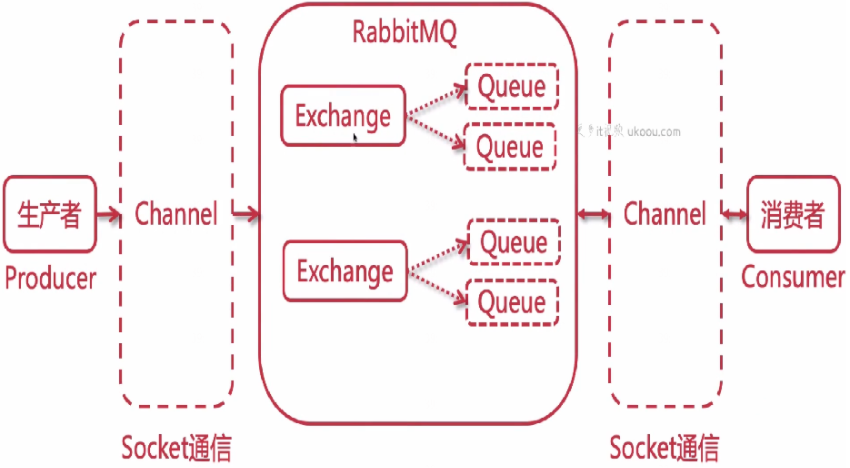 RabbitMQ
Exchange
Queue
Queue
生产者
Producer
Channel
Exchange
Queue
Queue
Channel
消费者
Consumer
Socket通信
Socket通信
ukoou.com